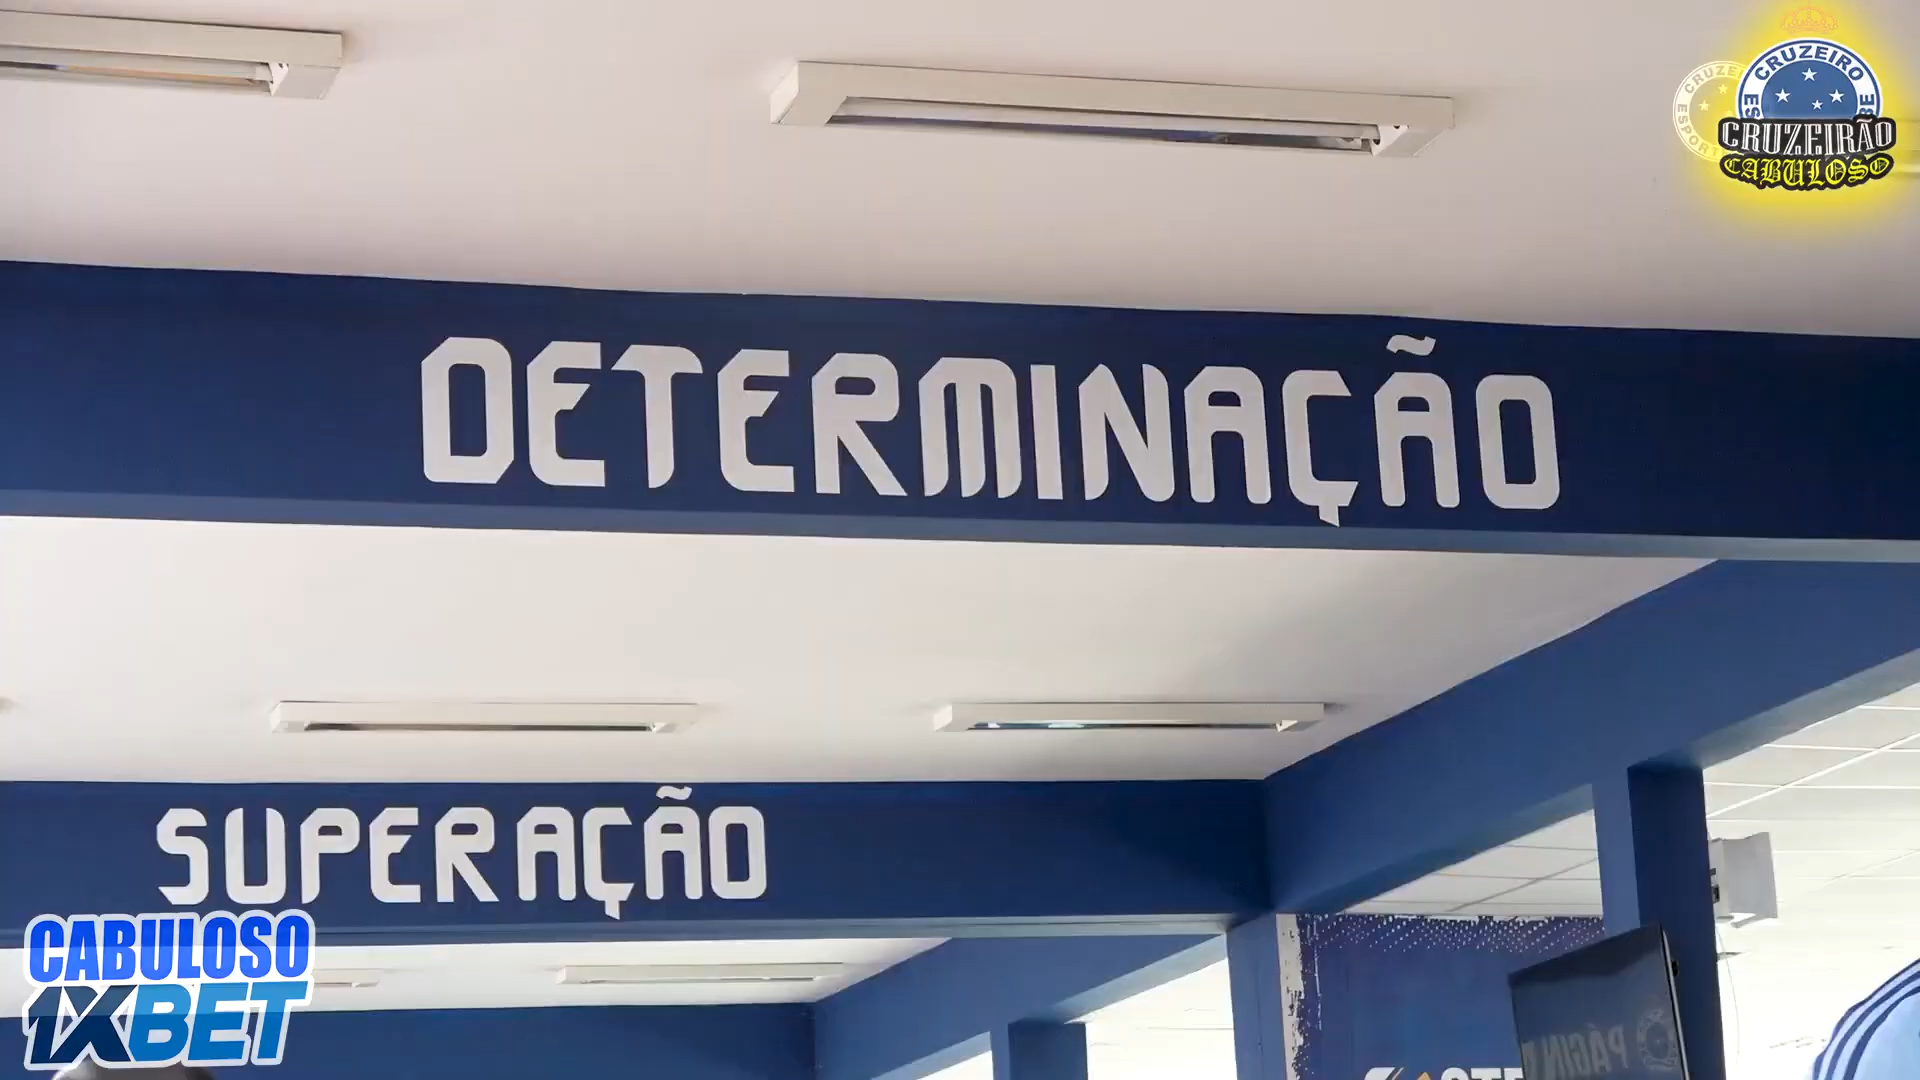 CRUZEIRO
CRUZEIRÃO
CABULOSO
DETERMINAÇÃO
SUPERAÇÃO
CABULOSO
1XBET